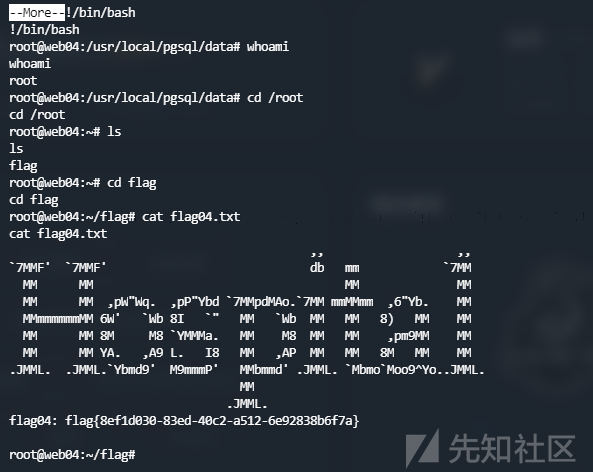 --More--!/bin/bash
!/bin/bash
root@web04:/usr/local/pgsql/data# whoami
whoami
root
root@web04:/usr/local/pgsql/data# cd /root
cd /root
root@web04:~# ls
ls
flag
root@web04:~# cd flag
cd flag
root@web04:~/flag# cat flag04.txt
cat flag04.txt
                                              ,,                   ,,
`7MMF'  `7MMF'                                db    mm           `7MM
  MM      MM                                        MM             MM
  MM      MM  ,pW"Wq.  ,pP"Ybd `7MMpdMAo.`7MM mmMMmm  ,6"Yb.    MM
  MMmmmmmmMM 6W'   `Wb 8I   `"   MM   `Wb  MM   MM   8)   MM    MM
  MM      MM 8M     M8 `YMMMa.   MM    M8  MM   MM    ,pm9MM    MM
  MM      MM YA.   ,A9 L.   I8   MM   ,AP  MM   MM   8M   MM    MM
.JMML.  .JMML.`Ybmd9'  M9mmmP'   MMbmmd' .JMML. `Mbmo`Moo9^Yo..JMML.
                                 MM
                               .JMML.
flag04: flag{8ef1d030-83ed-40c2-a512-6e92838b6f7a}
root@web04:~/flag#
先知社区